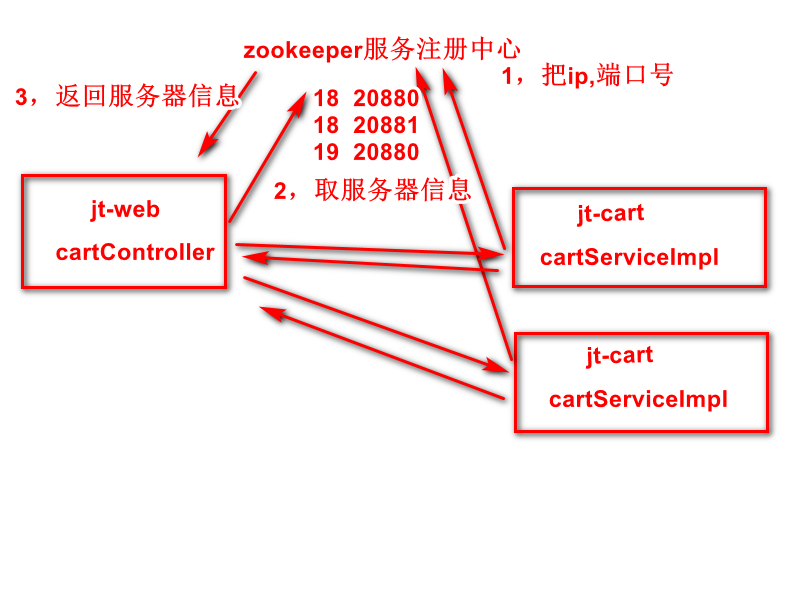 zookeeper服务注册中心
1，把ip,端口号
3，返回服务器信息
18 20880
18 20881
19 20880
2，取服务器信息
jt-web
cartController
jt-cart
cartServiceImpl
jt-cart
cartServiceImpl